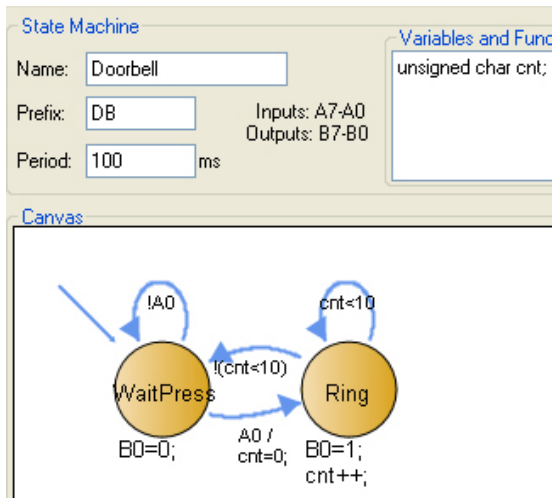 State Machine
Name: Doorbell
Prefix: DB
Period: 100 ms
Inputs: A7-A0
Outputs: B7-B0
Variables and Func
unsigned char cnt;
Canvas
!A0
cnt<10
!(cnt<10)
WaitPress
Ring
A0 /
cnt=0;
B0=0;
B0=1;
cnt++;